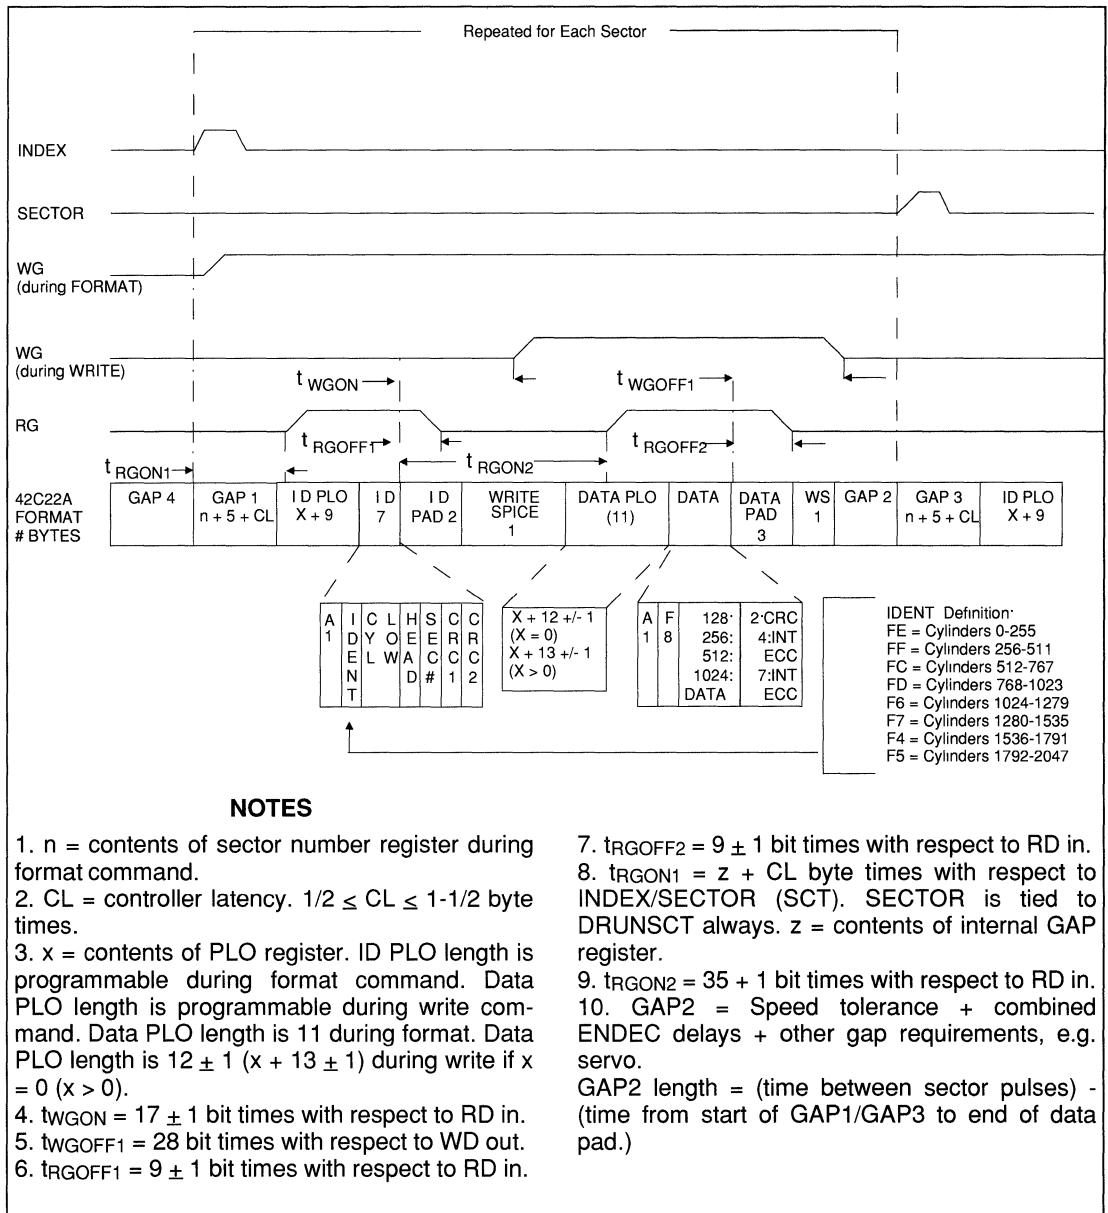 Repeated for Each Sector
INDEX
SECTOR
WG
(during FORMAT)
WG
(during WRITE)
t WGON
t WGOFF1
RG
t RGOFF1
t RGOFF2
t RGON1
t RGON2
42C22A
FORMAT
# BYTES
GAP 4
GAP 1
n + 5 + CL
ID PLO
X + 9
ID
7
ID
PAD 2
WRITE
SPICE
1
DATA PLO
(11)
DATA
DATA
PAD
3
WS
1
GAP 2
GAP 3
n + 5 + CL
ID PLO
X + 9
A1
IDENT
CYL
LOW
HEAD
SEC#
CRC1
CRC2
X + 12 +/- 1
(X = 0)
X + 13 +/- 1
(X > 0)
A1
F8
128·
256:
512:
1024:
DATA
2·CRC
4:INT
ECC
7:INT
ECC
IDENT Definition·
FE = Cylinders 0-255
FF = Cylinders 256-511
FC = Cylinders 512-767
FD = Cylinders 768-1023
F6 = Cylinders 1024-1279
F7 = Cylinders 1280-1535
F4 = Cylinders 1536-1791
F5 = Cylinders 1792-2047
NOTES
1. n = contents of sector number register during
format command.
2. CL = controller latency. 1/2 ≤ CL ≤ 1-1/2 byte
times.
3. x = contents of PLO register. ID PLO length is
programmable during format command. Data
PLO length is programmable during write com-
mand. Data PLO length is 11 during format. Data
PLO length is 12 ± 1 (x + 13 ± 1) during write if x
= 0 (x > 0).
4. tWGON = 17 ± 1 bit times with respect to RD in.
5. tWGOFF1 = 28 bit times with respect to WD out.
6. tRGOFF1 = 9 ± 1 bit times with respect to RD in.
7. tRGOFF2 = 9 ± 1 bit times with respect to RD in.
8. tRGON1 = z + CL byte times with respect to
INDEX/SECTOR (SCT). SECTOR is tied to
DRUNSCT always. z = contents of internal GAP
register.
9. tRGON2 = 35 + 1 bit times with respect to RD in.
10. GAP2 = Speed tolerance + combined
ENDEC delays + other gap requirements, e.g.
servo.
GAP2 length = (time between sector pulses) -
(time from start of GAP1/GAP3 to end of data
pad.)